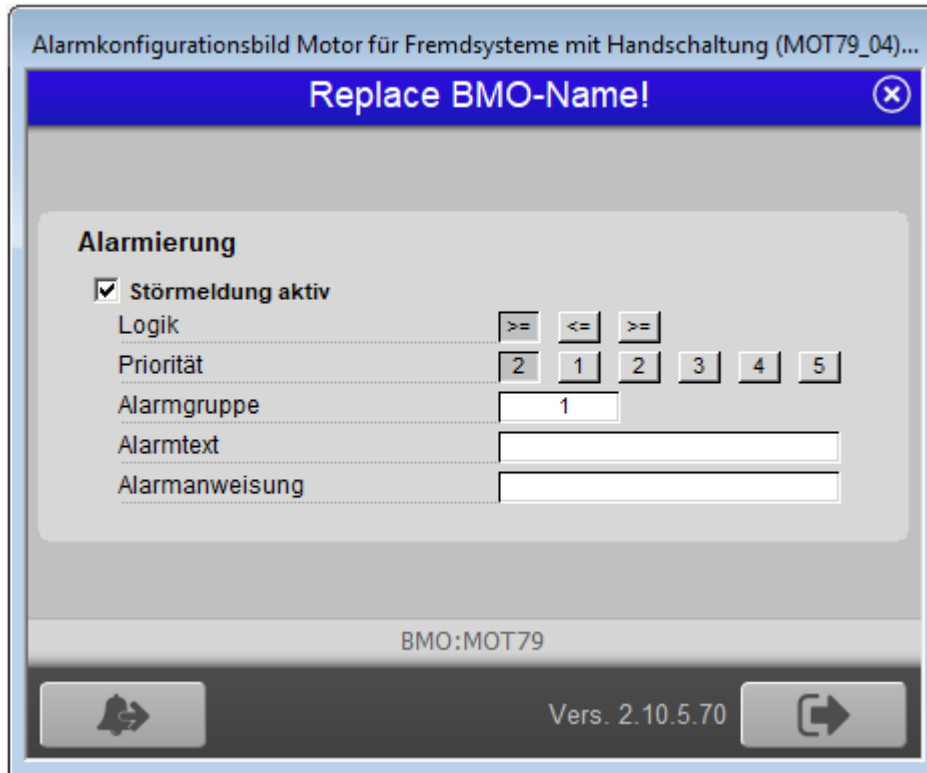 Alarmkonfigurationsbild Motor für Fremdsysteme mit Handschaltung (MOT79_04)...
Replace BMO-Name!
Alarmierung
Störmeldung aktiv
Logik >= <= >=
Priorität 2 1 2 3 4 5
Alarmgruppe 1
Alarmtext
Alarmanweisung
BMO:MOT79
Vers. 2.10.5.70